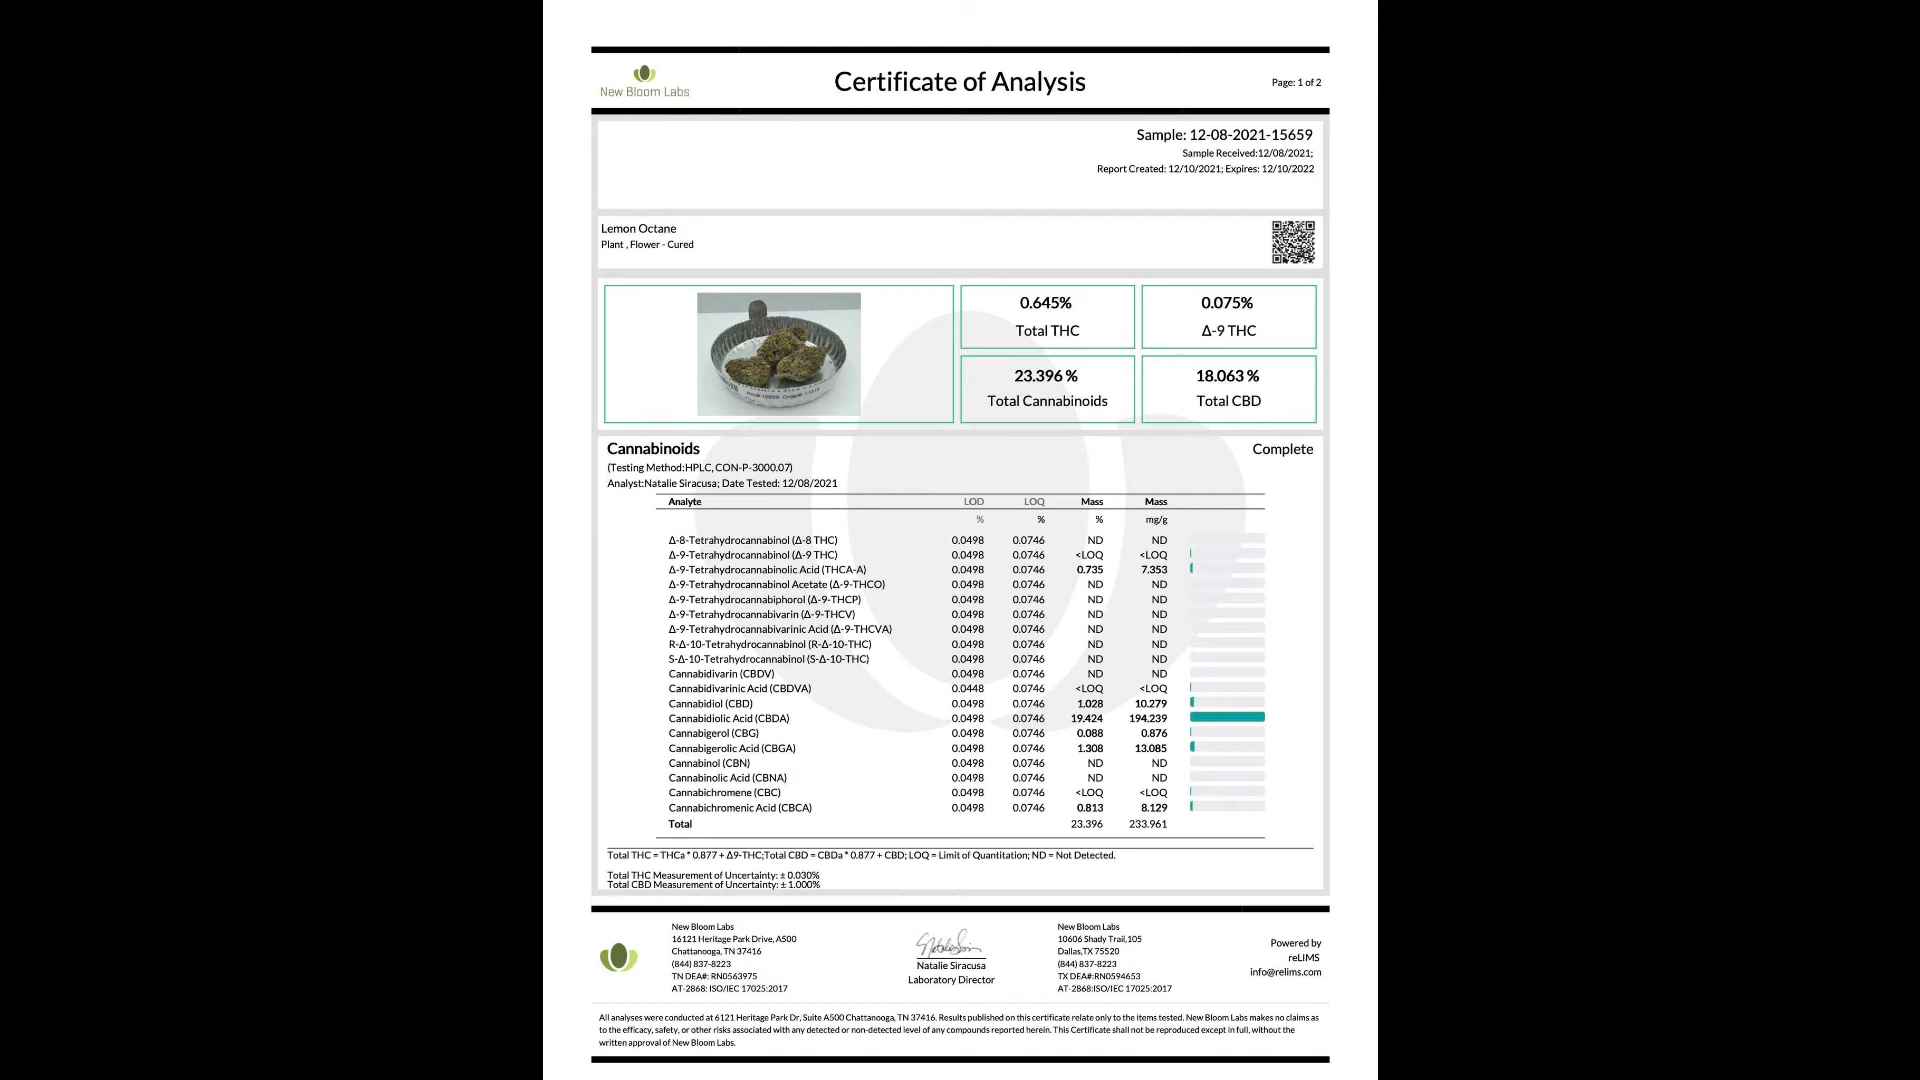 New Bloom Labs
Certificate of Analysis
Page: 1 of 2
Sample: 12-08-2021-15659
Sample Received:12/08/2021;
Report Created: 12/10/2021; Expires: 12/10/2022
Lemon Octane
Plant , Flower - Cured
0.645%
Total THC
0.075%
Δ-9 THC
23.396 %
Total Cannabinoids
18.063 %
Total CBD
Cannabinoids
Complete
(Testing Method:HPLC, CON-P-3000.07)
Analyst:Natalie Siracusa; Date Tested: 12/08/2021
Analyte LOD LOQ Mass Mass
% % % mg/g
Δ-8-Tetrahydrocannabinol (Δ-8 THC) 0.0498 0.0746 ND ND
Δ-9-Tetrahydrocannabinol (Δ-9 THC) 0.0498 0.0746 <LOQ <LOQ
Δ-9-Tetrahydrocannabinolic Acid (THCA-A) 0.0498 0.0746 0.735 7.353
Δ-9-Tetrahydrocannabinol Acetate (Δ-9-THCO) 0.0498 0.0746 ND ND
Δ-9-Tetrahydrocannabiphorol (Δ-9-THCP) 0.0498 0.0746 ND ND
Δ-9-Tetrahydrocannabivarin (Δ-9-THCV) 0.0498 0.0746 ND ND
Δ-9-Tetrahydrocannabivarinic Acid (Δ-9-THCVA) 0.0498 0.0746 ND ND
R-Δ-10-Tetrahydrocannabinol (R-Δ-10-THC) 0.0498 0.0746 ND ND
S-Δ-10-Tetrahydrocannabinol (S-Δ-10-THC) 0.0498 0.0746 ND ND
Cannabidivarin (CBDV) 0.0498 0.0746 ND ND
Cannabidivarinic Acid (CBDVA) 0.0448 0.0746 <LOQ <LOQ
Cannabidiol (CBD) 0.0498 0.0746 1.028 10.279
Cannabidiolic Acid (CBDA) 0.0498 0.0746 19.424 194.239
Cannabigerol (CBG) 0.0498 0.0746 0.088 0.876
Cannabigerolic Acid (CBGA) 0.0498 0.0746 1.308 13.085
Cannabinol (CBN) 0.0498 0.0746 ND ND
Cannabinolic Acid (CBNA) 0.0498 0.0746 ND ND
Cannabichromene (CBC) 0.0498 0.0746 <LOQ <LOQ
Cannabichromenic Acid (CBCA) 0.0498 0.0746 0.813 8.129
Total 23.396 233.961
Total THC = THCa * 0.877 + Δ9-THC;Total CBD = CBDa * 0.877 + CBD; LOQ = Limit of Quantitation; ND = Not Detected.
Total THC Measurement of Uncertainty: ± 0.030%
Total CBD Measurement of Uncertainty: ± 1.000%
New Bloom Labs
16121 Heritage Park Drive, A500
Chattanooga, TN 37416
(844) 837-8223
TN DEA#: RN0563975
AT-2868: ISO/IEC 17025:2017
Natalie Siracusa
Laboratory Director
New Bloom Labs
10606 Shady Trail,105
Dallas,TX 75520
(844) 837-8223
TX DEA#:RN0594653
AT-2868:ISO/IEC 17025:2017
Powered by
reLIMS
info@relims.com
All analyses were conducted at 6121 Heritage Park Dr, Suite A500 Chattanooga, TN 37416. Results published on this certificate relate only to the items tested. New Bloom Labs makes no claims as
to the efficacy, safety, or other risks associated with any detected or non-detected level of any compounds reported herein. This Certificate shall not be reproduced except in full, without the
written approval of New Bloom Labs.